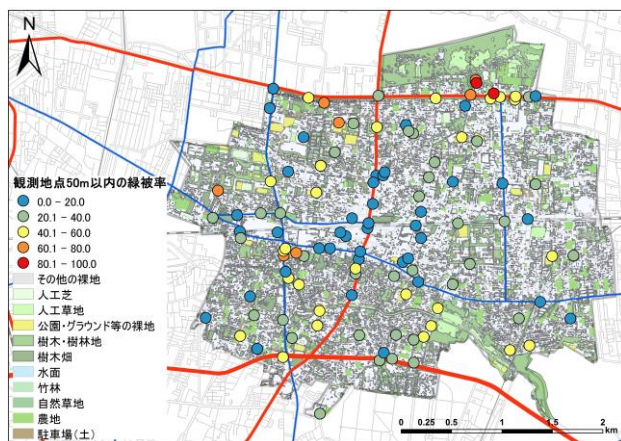 N
観測地点50m以内の緑被率
0.0 - 20.0
20.1 - 40.0
40.1 - 60.0
60.1 - 80.0
80.1 - 100.0
その他の裸地
人工芝
人工草地
公園・グラウンド等の裸地
樹木・樹林地
樹木畑
水面
竹林
自然草地
農地
駐車場(土)
0 0.25 0.5 1 1.5 2
km